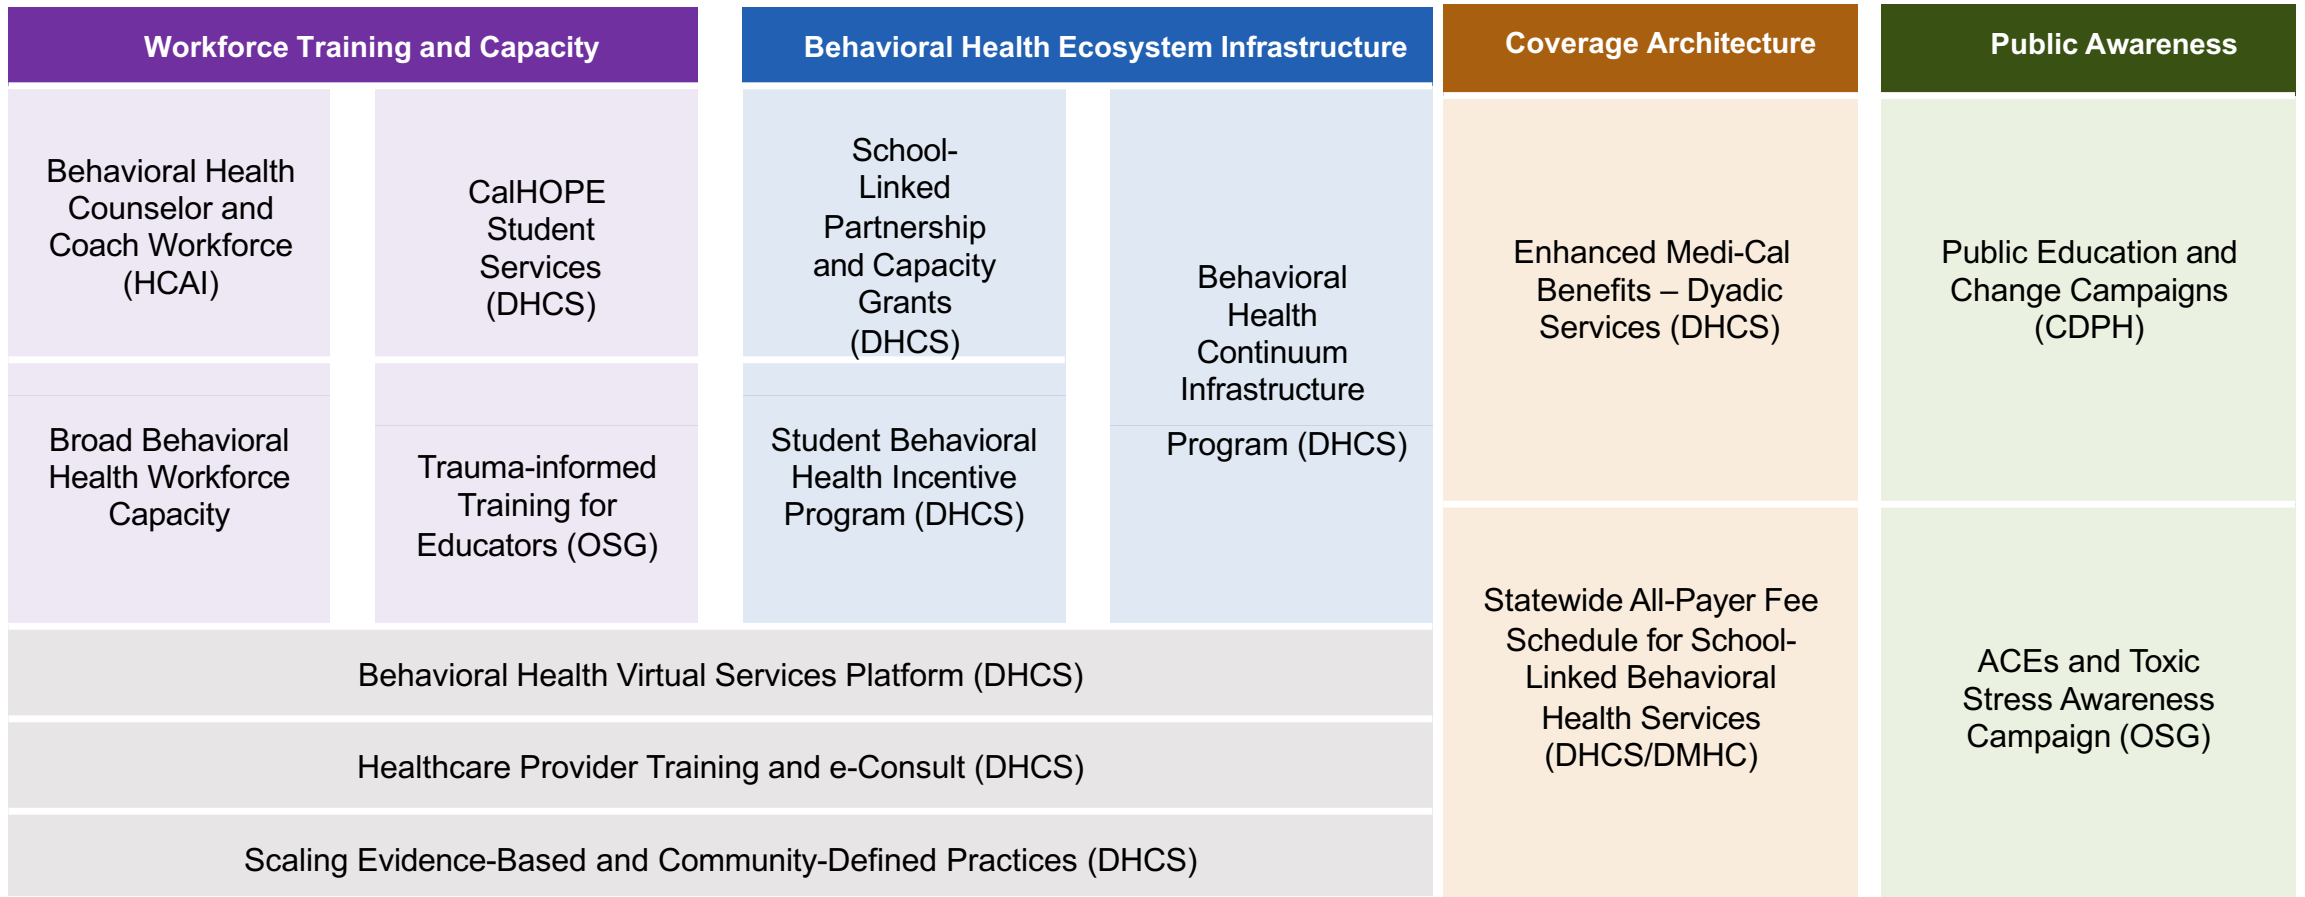 Workforce Training and Capacity
Behavioral Health Ecosystem Infrastructure
Coverage Architecture
Public Awareness
Behavioral Health
Counselor and
Coach Workforce
(HCAI)
CalHOPE
Student
Services
(DHCS)
School-
Linked
Partnership
and Capacity
Grants
(DHCS)
Behavioral
Health
Continuum
Infrastructure
Program (DHCS)
Enhanced Medi-Cal
Benefits – Dyadic
Services (DHCS)
Public Education and
Change Campaigns
(CDPH)
Broad Behavioral
Health Workforce
Capacity
Trauma-informed
Training for
Educators (OSG)
Student Behavioral
Health Incentive
Program (DHCS)
Statewide All-Payer Fee
Schedule for School-
Linked Behavioral
Health Services
(DHCS/DMHC)
ACEs and Toxic
Stress Awareness
Campaign (OSG)
Behavioral Health Virtual Services Platform (DHCS)
Healthcare Provider Training and e-Consult (DHCS)
Scaling Evidence-Based and Community-Defined Practices (DHCS)